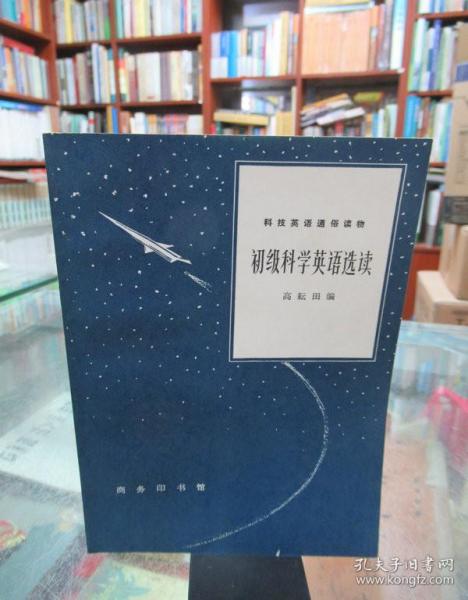 科技英语通俗读物
初级科学英语选读
高耘田编
商务印书馆
孔夫子旧书网
www.kongfz.com